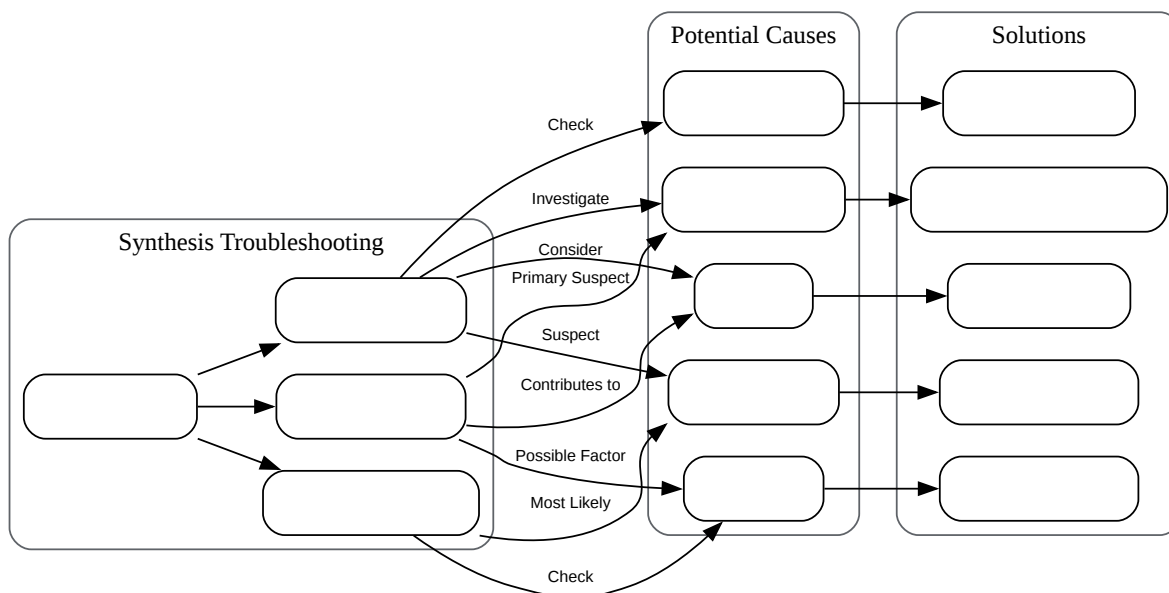 Potential Causes
Solutions
Check
Investigate
Synthesis Troubleshooting
Consider
Primary Suspect
Suspect
Contributes to
Possible Factor
Most Likely
Check